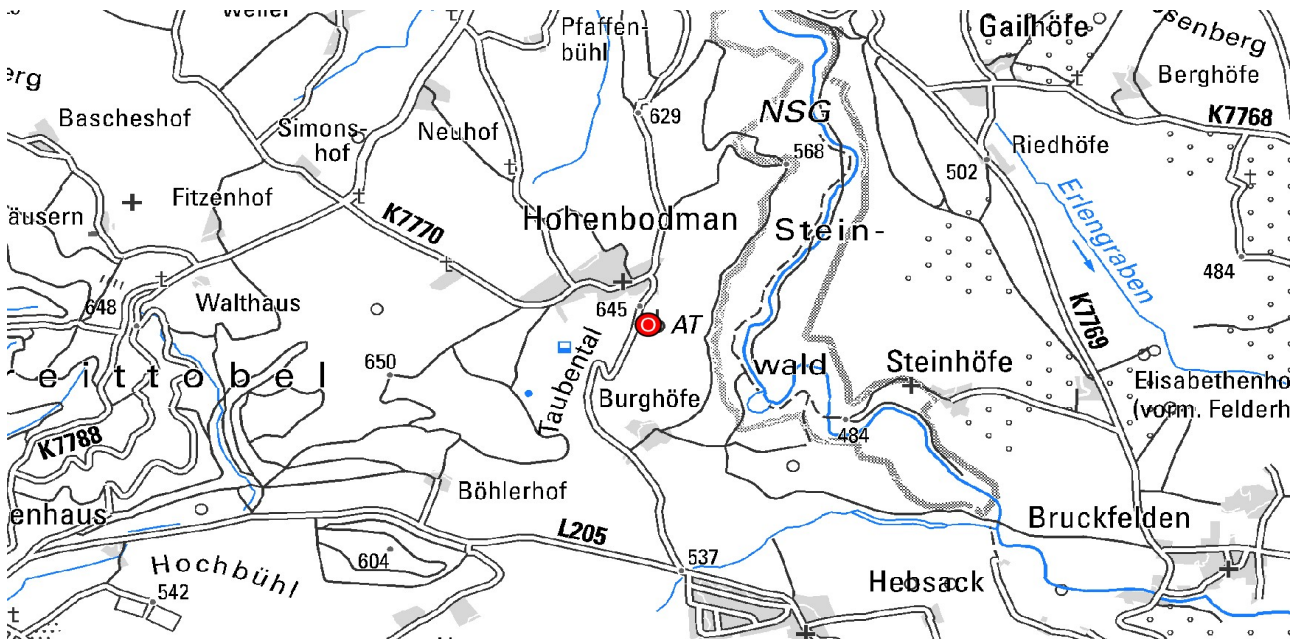 Pfaffen-
bühl
Gailhöfe
Berghöfe
erg
Bascheshof
Simons-
hof
Neuhof
629
NSG
K7768
568
Riedhöfe
502
Fitzenhof
äusern
K7770
Hohenbodman
Stein-
wald
Erlengraben
484
648
Walthaus
645
AT
K7769
650
eittobel
Taubental
Burghöfe
Steinhöfe
Elisabethenho
(vorm. Felderh
K7788
484
Böhlerhof
enhaus
L205
Bruckfelden
Hochbühl
604
537
542
Hebsack